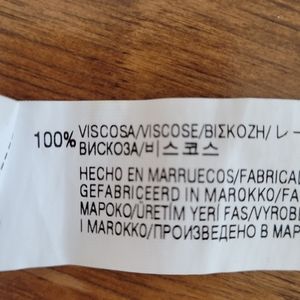 100% VISCOSA/VISCOSE/ΒΙΣΚΟΖΗ/レー
ВИСКОЗА/비스코스
HECHO EN MARRUECOS/FABRICAD
GEFABRICEERD IN MAROKKO/FA
MAPOKO/ÜRETİM YERİ FAS/VYROBE
I MAROKKO/ПРОИЗВЕДЕНО В МАР